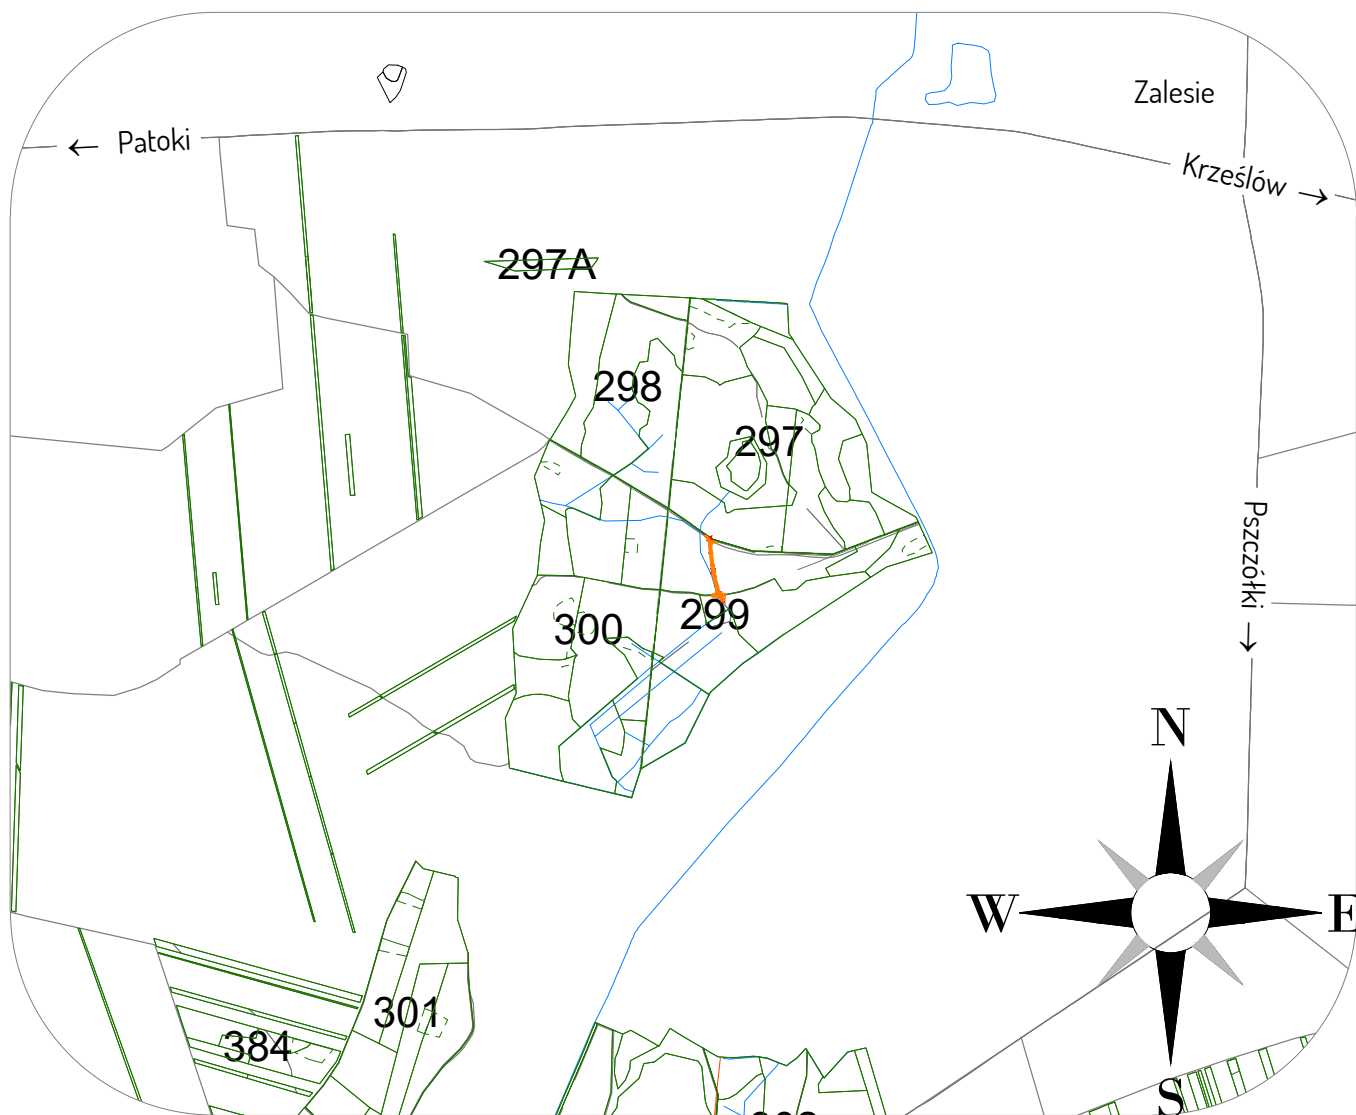 Zalesie
← Patoki
Krześlów →
297A
298
297
299
300
Pszczółki →
N
W
E
301
384
S